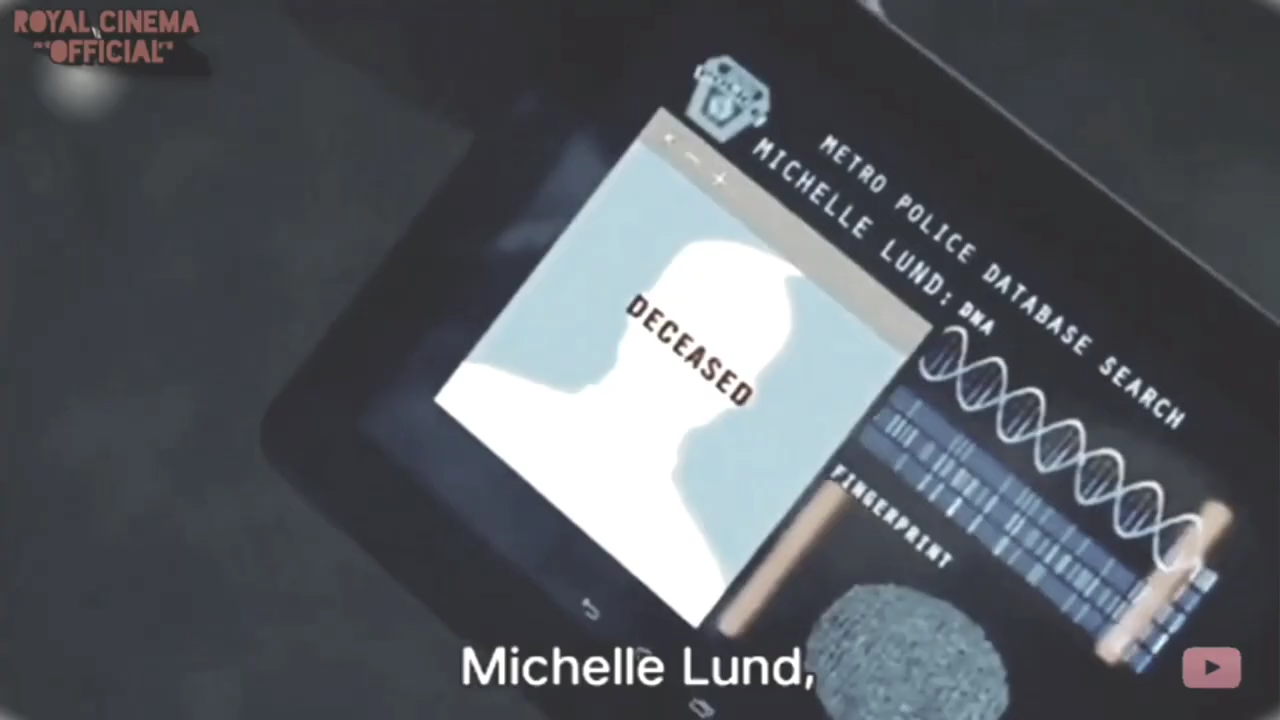 ROYAL CINEMA
"OFFICIAL"
METRO POLICE DATABASE SEARCH
MICHELLE LUND:
DNA
DECEASED
FINGERPRINT
Michelle Lund,